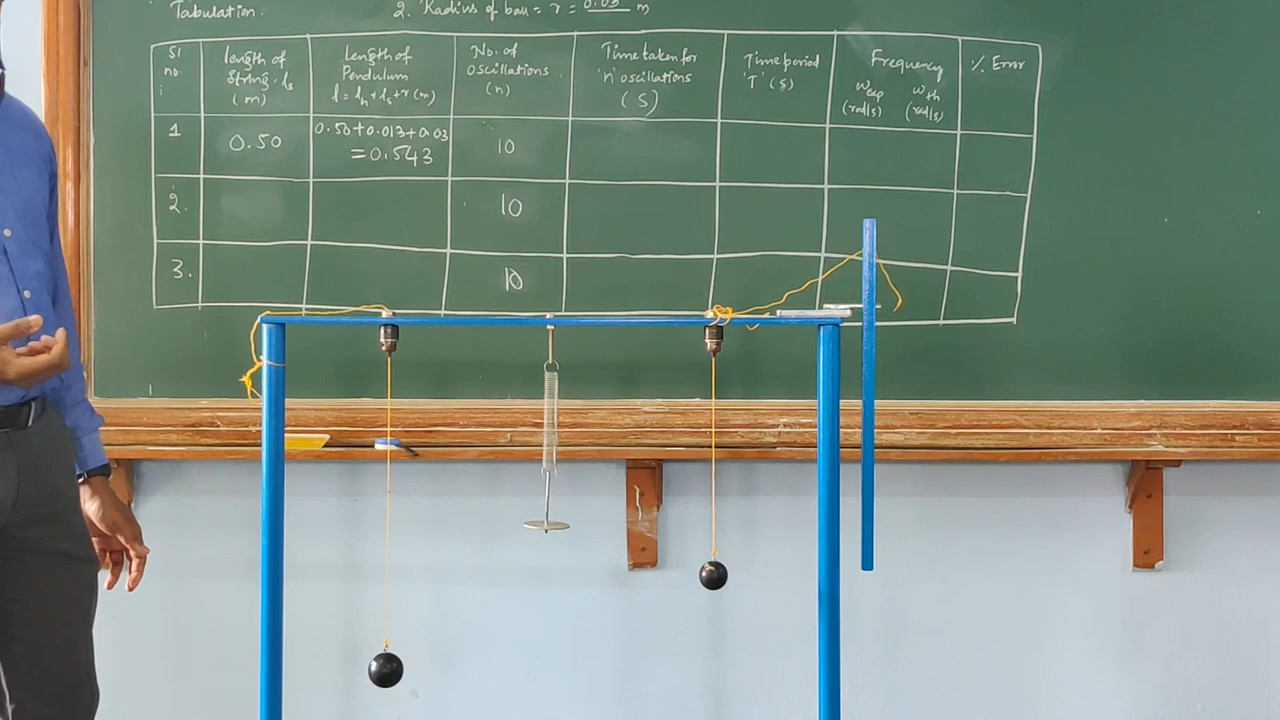 Tabulation.
2. Radius of ball = r = 0.03 m
Sl no. length of string, ls (m) Length of Pendulum l = lh + ls + r (m) No. of oscillations (n) Time taken for 'n' oscillations (S) Time period 'T' (S) Frequency ωexp (rad/s) ωth (rad/s) % Error
1 0.50 0.50+0.013+0.03 = 0.543 10
2. 10
3. 10